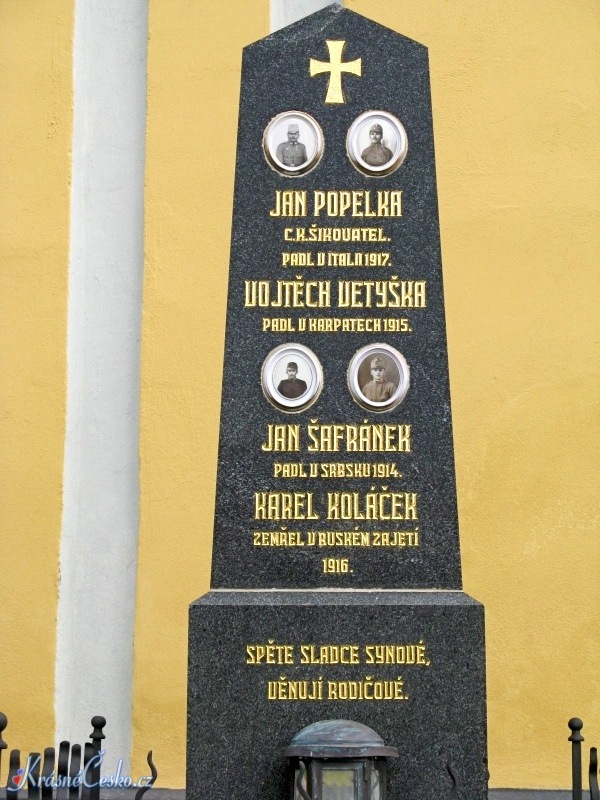 JAN POPELKA
C.K.ŠIKOVATEL.
PADL V ITALII 1917.
VOJTĚCH VETYŠKA
PADL V KARPATECH 1915.
JAN ŠAFRÁNEK
PADL V SRBSKU 1914.
KAREL KOLÁČEK
ZEMŘEL V RUSKÉM ZAJETÍ
1916.
SPĚTE SLADCE SYNOVÉ,
VĚNUJÍ RODIČOVÉ.
KrásnéČesko.cz